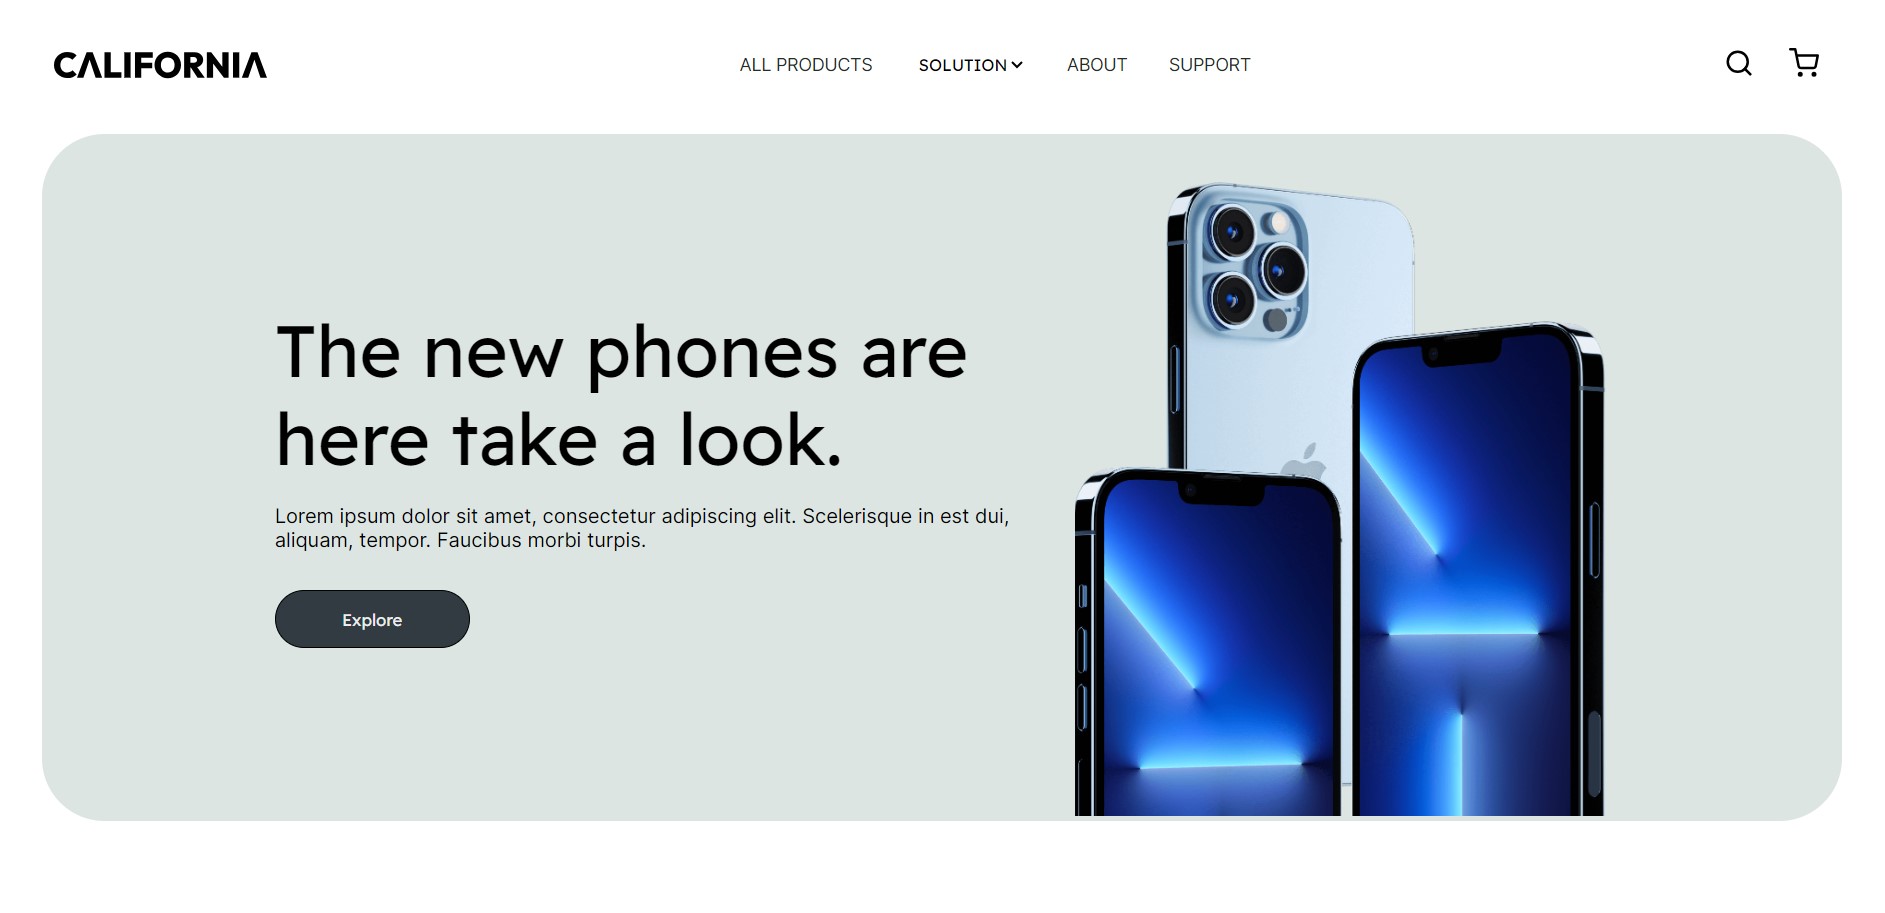 CALIFORNIA
ALL PRODUCTS
SOLUTION
ABOUT
SUPPORT
The new phones are
here take a look.
Lorem ipsum dolor sit amet, consectetur adipiscing elit. Scelerisque in est dui,
aliquam, tempor. Faucibus morbi turpis.
Explore